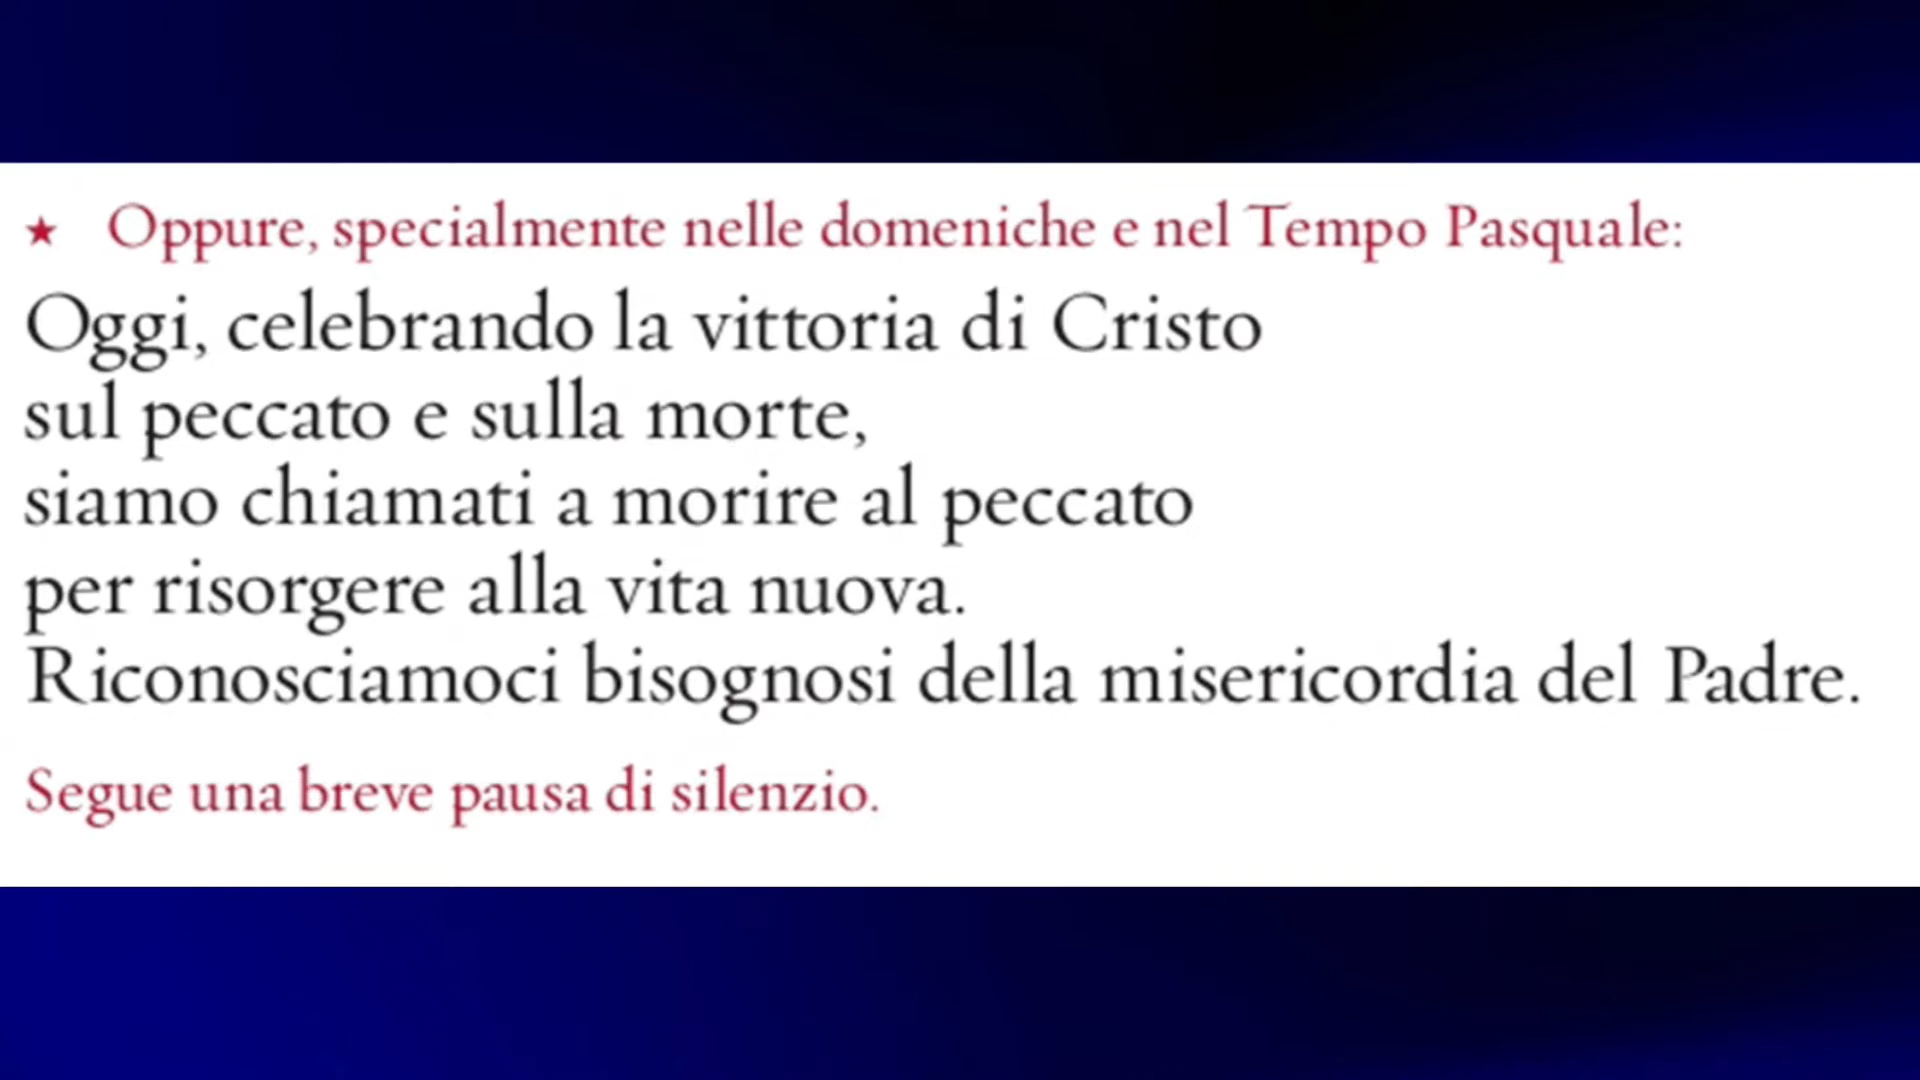 ★ Oppure, specialmente nelle domeniche e nel Tempo Pasquale:
Oggi, celebrando la vittoria di Cristo
sul peccato e sulla morte,
siamo chiamati a morire al peccato
per risorgere alla vita nuova.
Riconosciamoci bisognosi della misericordia del Padre.
Segue una breve pausa di silenzio.